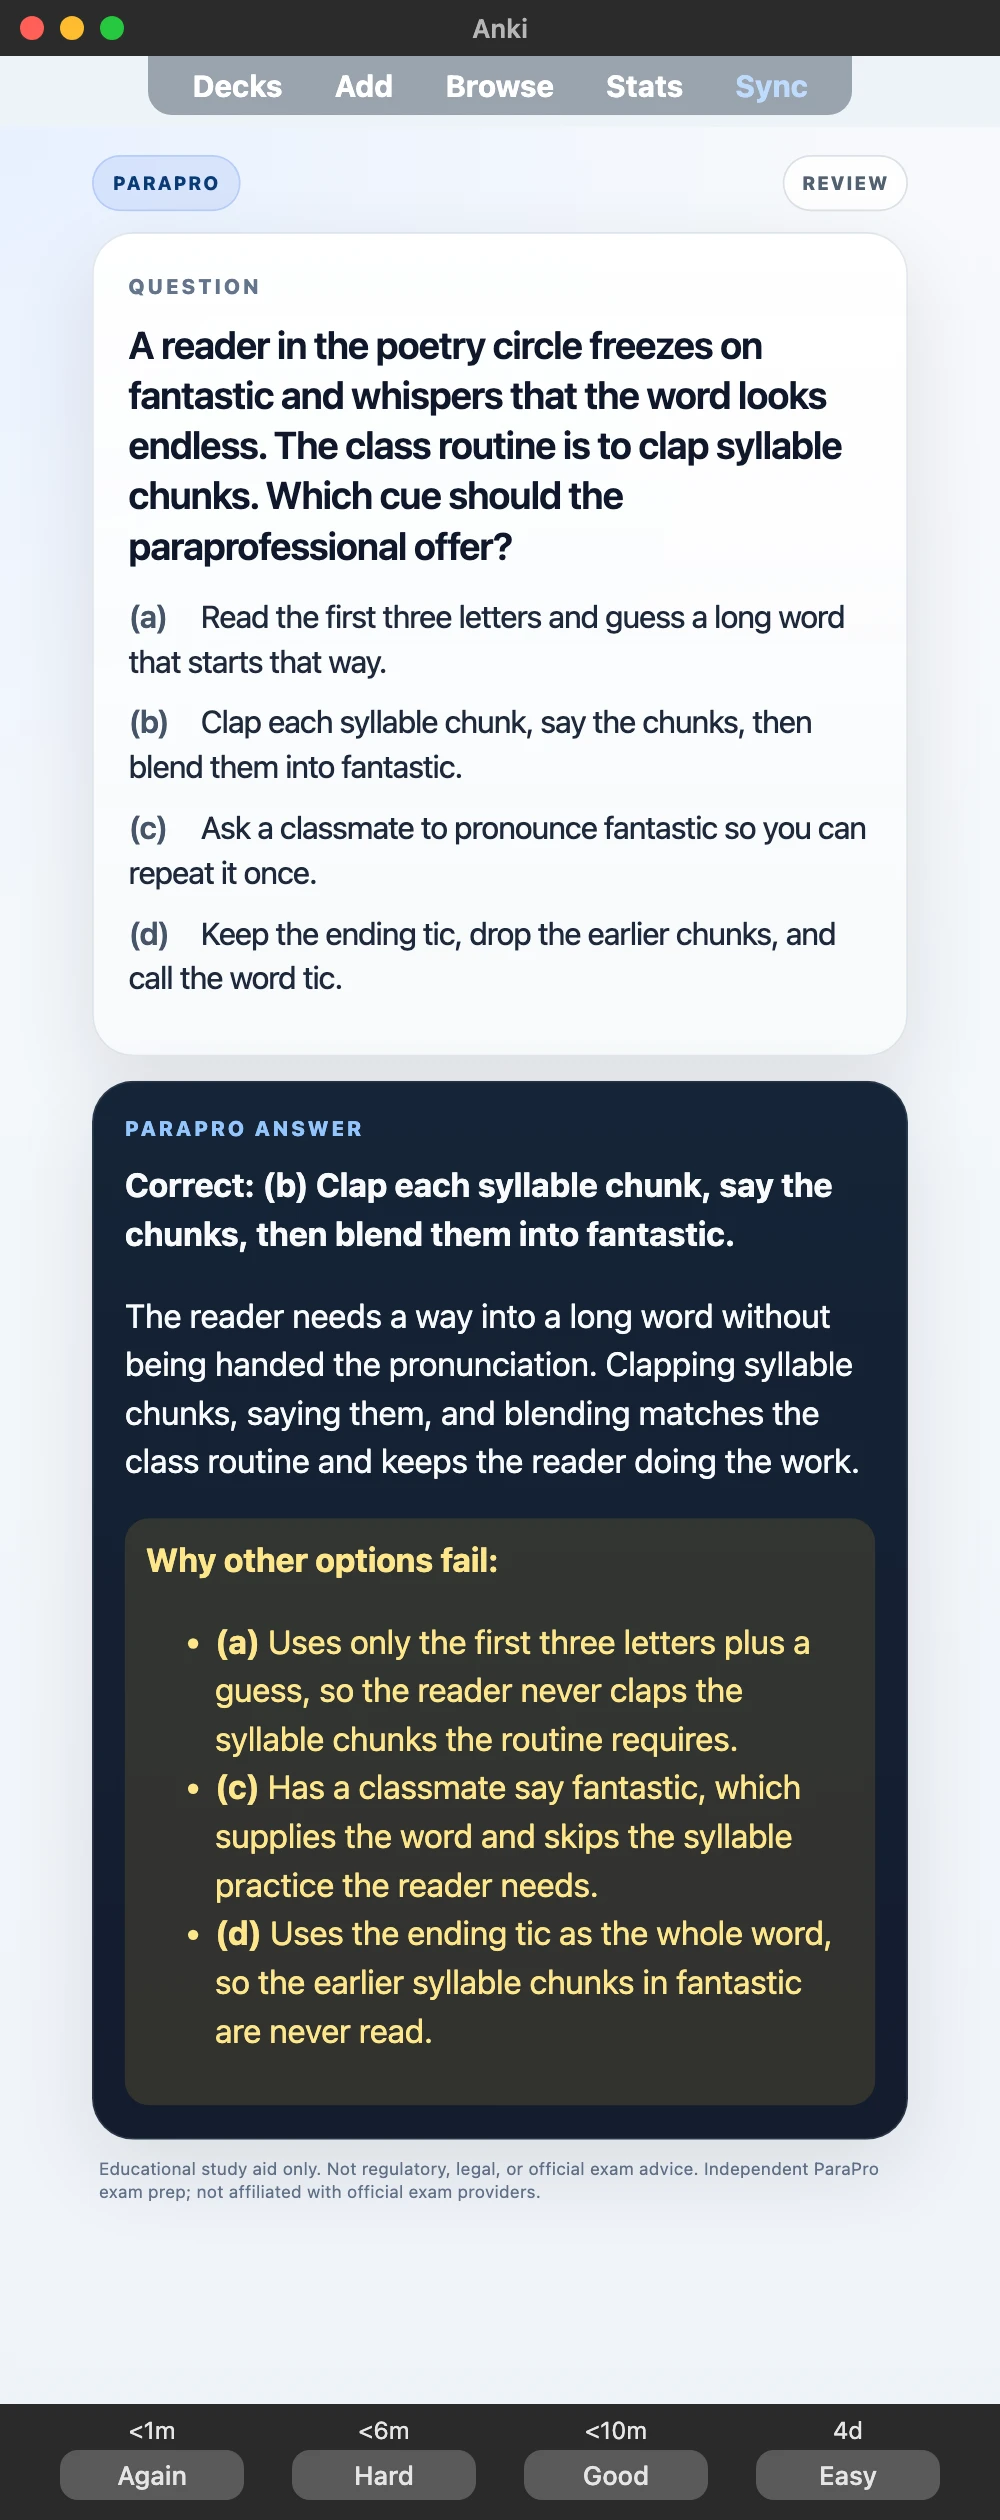 Anki
Decks Add Browse Stats Sync
PARAPRO
REVIEW
QUESTION
A reader in the poetry circle freezes on
fantastic and whispers that the word looks
endless. The class routine is to clap syllable
chunks. Which cue should the
paraprofessional offer?
(a) Read the first three letters and guess a long word
that starts that way.
(b) Clap each syllable chunk, say the chunks, then
blend them into fantastic.
(c) Ask a classmate to pronounce fantastic so you can
repeat it once.
(d) Keep the ending tic, drop the earlier chunks, and
call the word tic.
PARAPRO ANSWER
Correct: (b) Clap each syllable chunk, say the
chunks, then blend them into fantastic.
The reader needs a way into a long word without
being handed the pronunciation. Clapping syllable
chunks, saying them, and blending matches the
class routine and keeps the reader doing the work.
Why other options fail:
• (a) Uses only the first three letters plus a
guess, so the reader never claps the
syllable chunks the routine requires.
• (c) Has a classmate say fantastic, which
supplies the word and skips the syllable
practice the reader needs.
• (d) Uses the ending tic as the whole word,
so the earlier syllable chunks in fantastic
are never read.
Educational study aid only. Not regulatory, legal, or official exam advice. Independent ParaPro
exam prep; not affiliated with official exam providers.
<1m <6m <10m 4d
Again Hard Good Easy